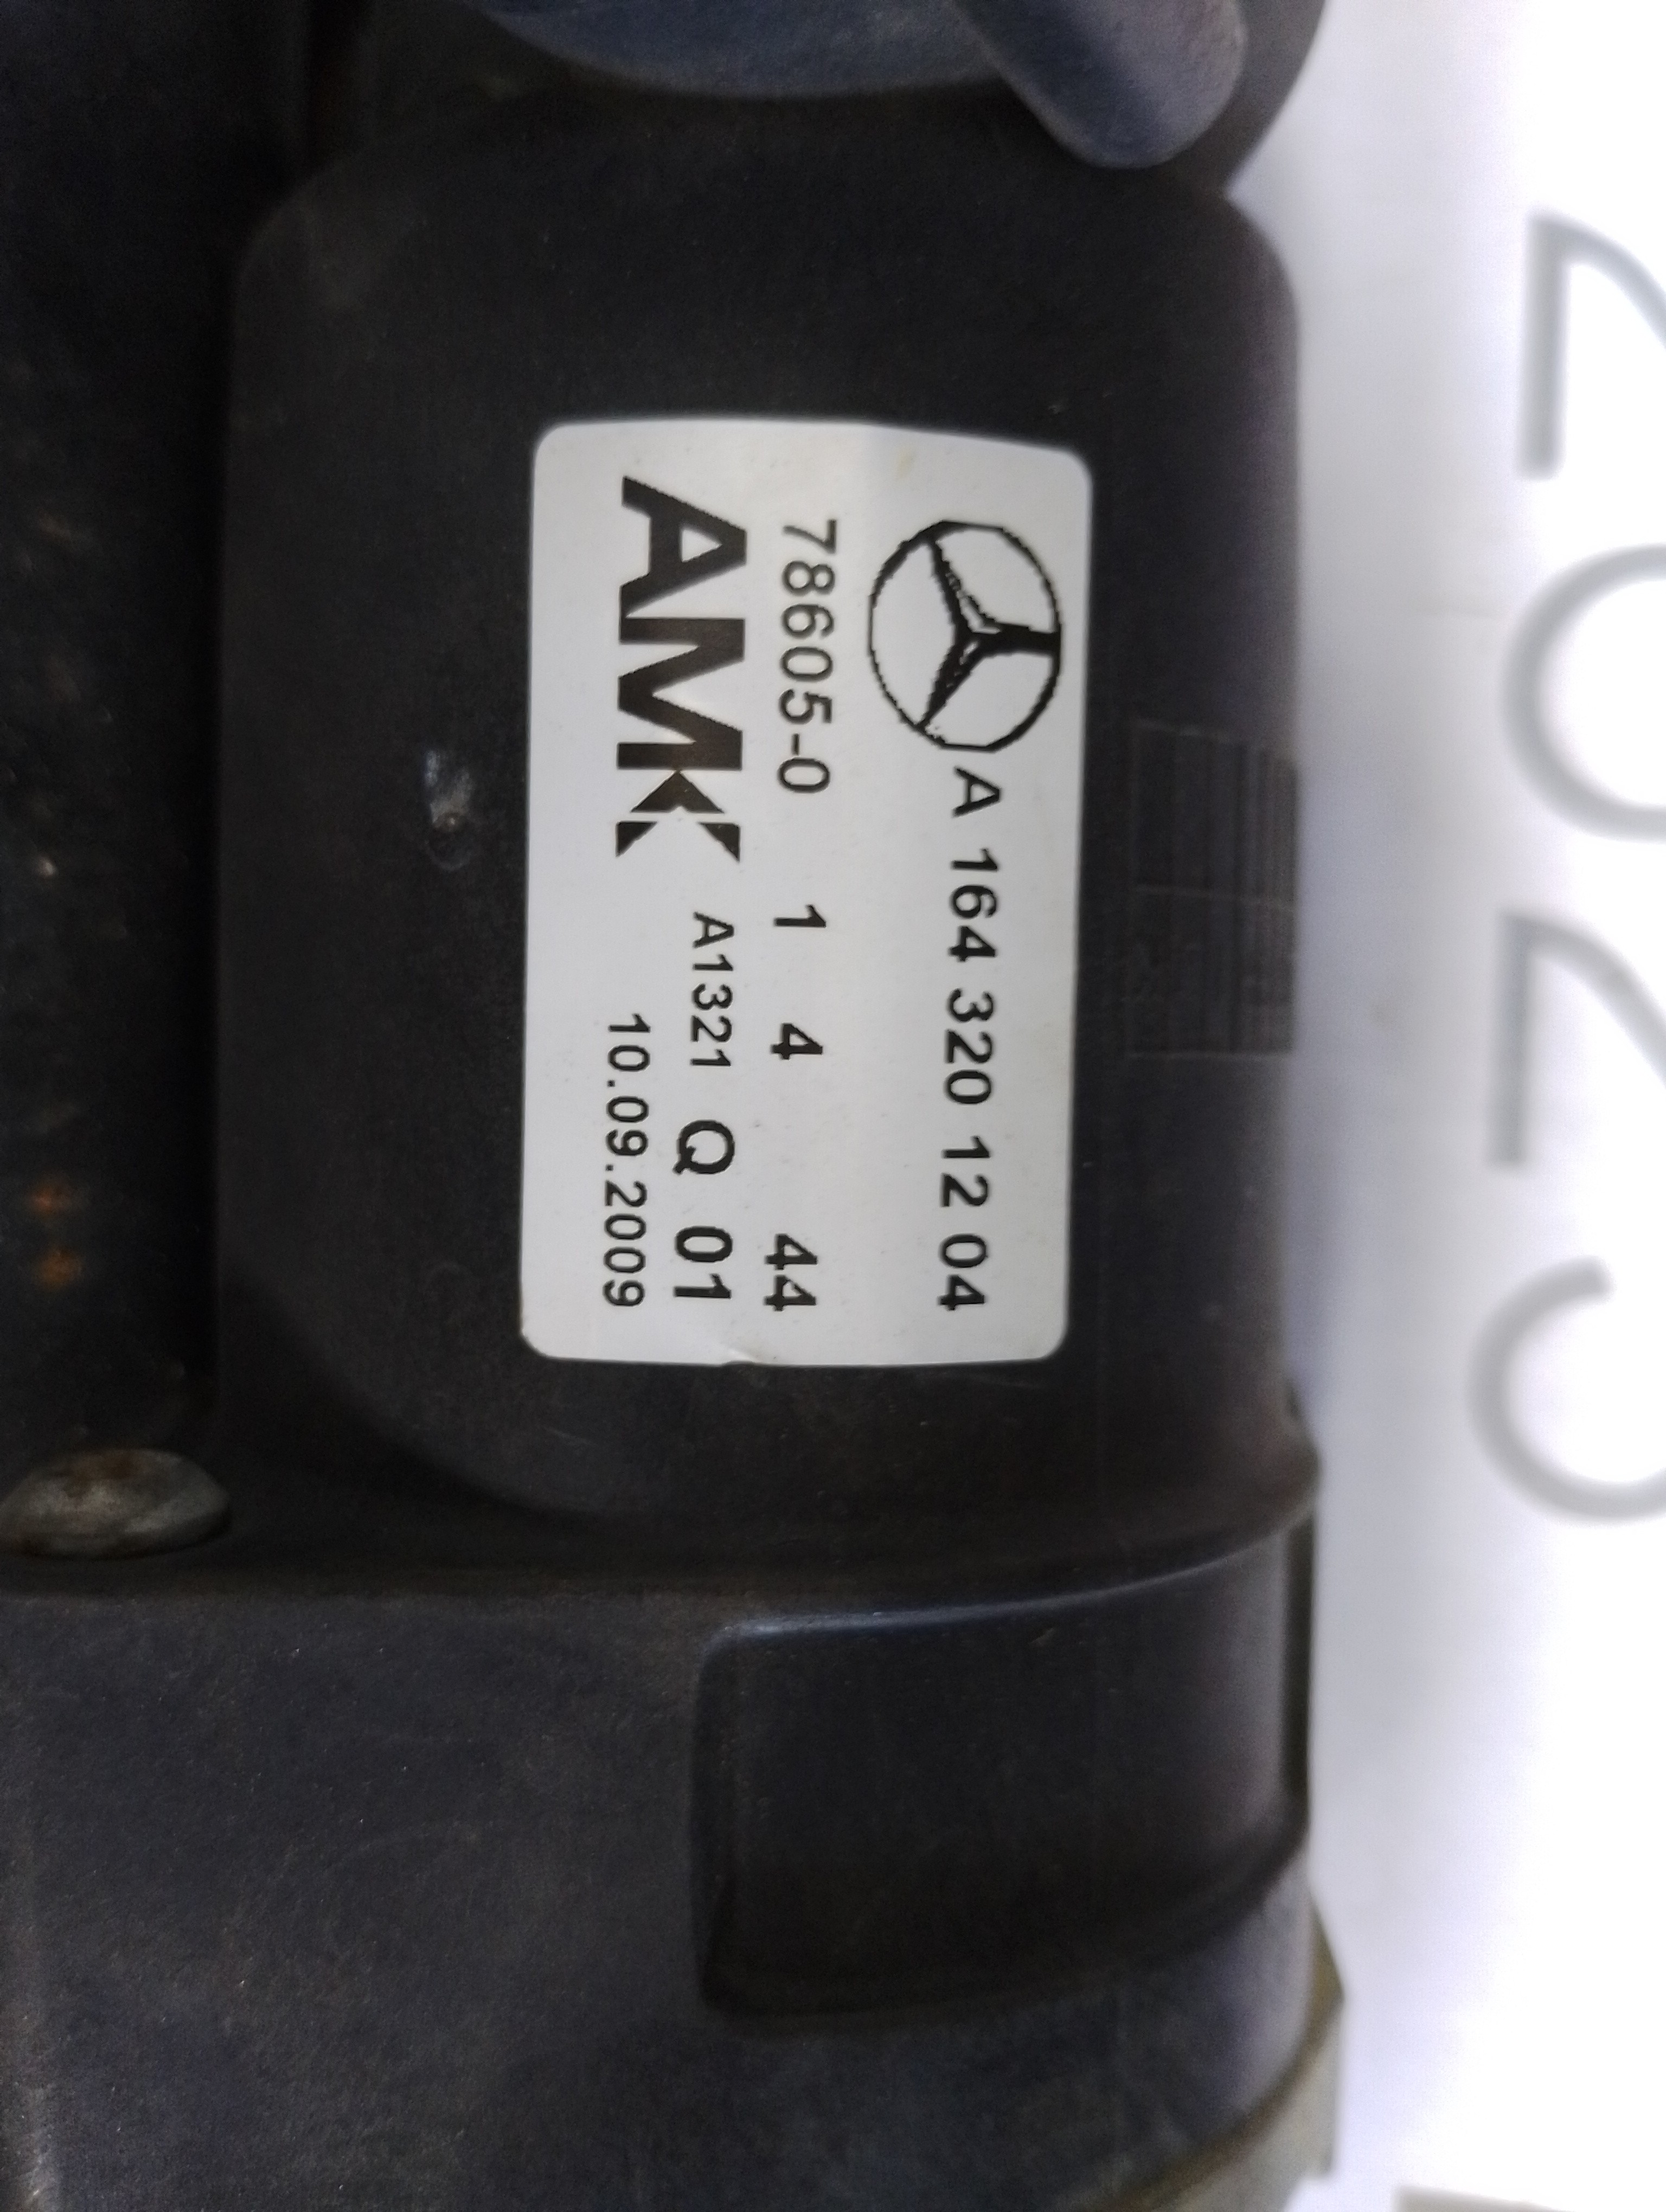 A 164 320 12 04
78605-0 1 4 44
AMK A1321 Q 01
10.09.2009